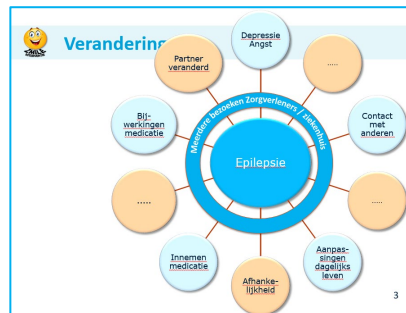 Verandering
Depressie
Angst
.....
Contact
met
anderen
.....
Aanpas-
singen
dagelijks
leven
Afhanke-
lijkheid
Innemen
medicatie
.....
Bij-
werkingen
medicatie
Partner
veranderd
Meerdere bezoeken Zorgverleners / ziekenhuis
Epilepsie
3